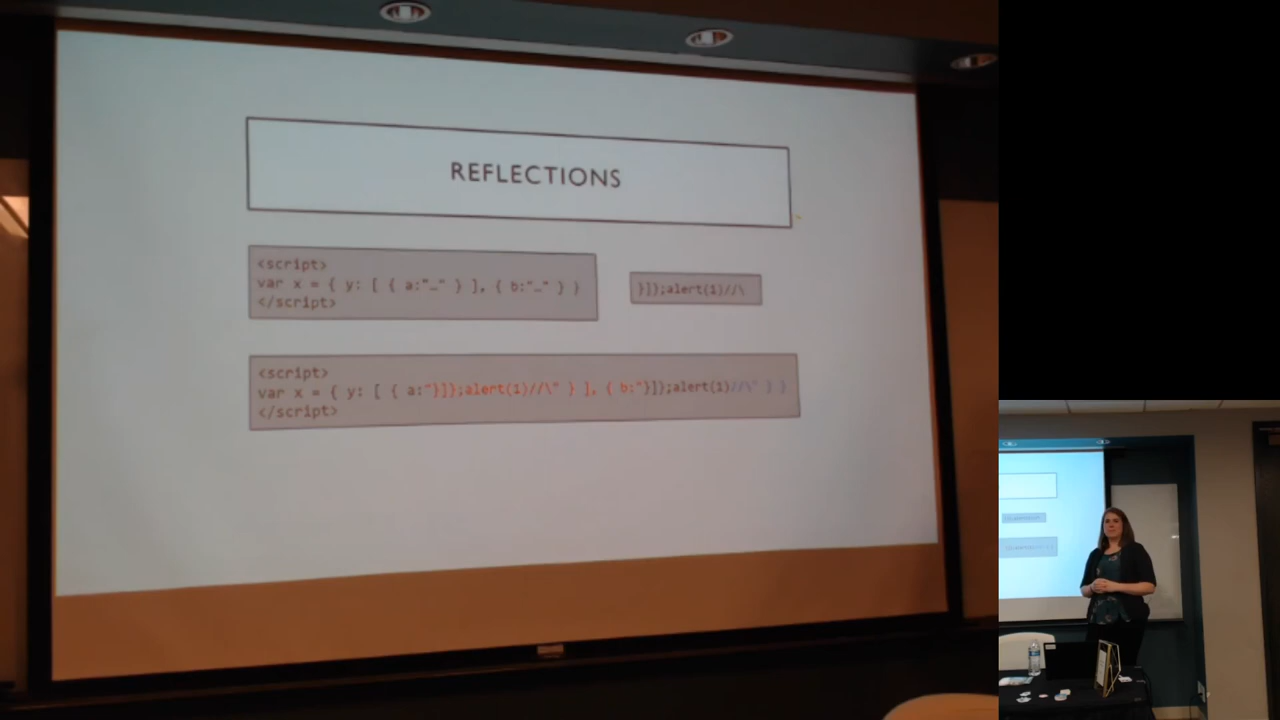 REFLECTIONS
<script>
var x = { y: [ { a:"…" } ], { b:"…" } }
</script>
}]};alert(1)//\
<script>
var x = { y: [ { a:"}]};alert(1)//\" } ], { b:"}]};alert(1)//\" } }
</script>